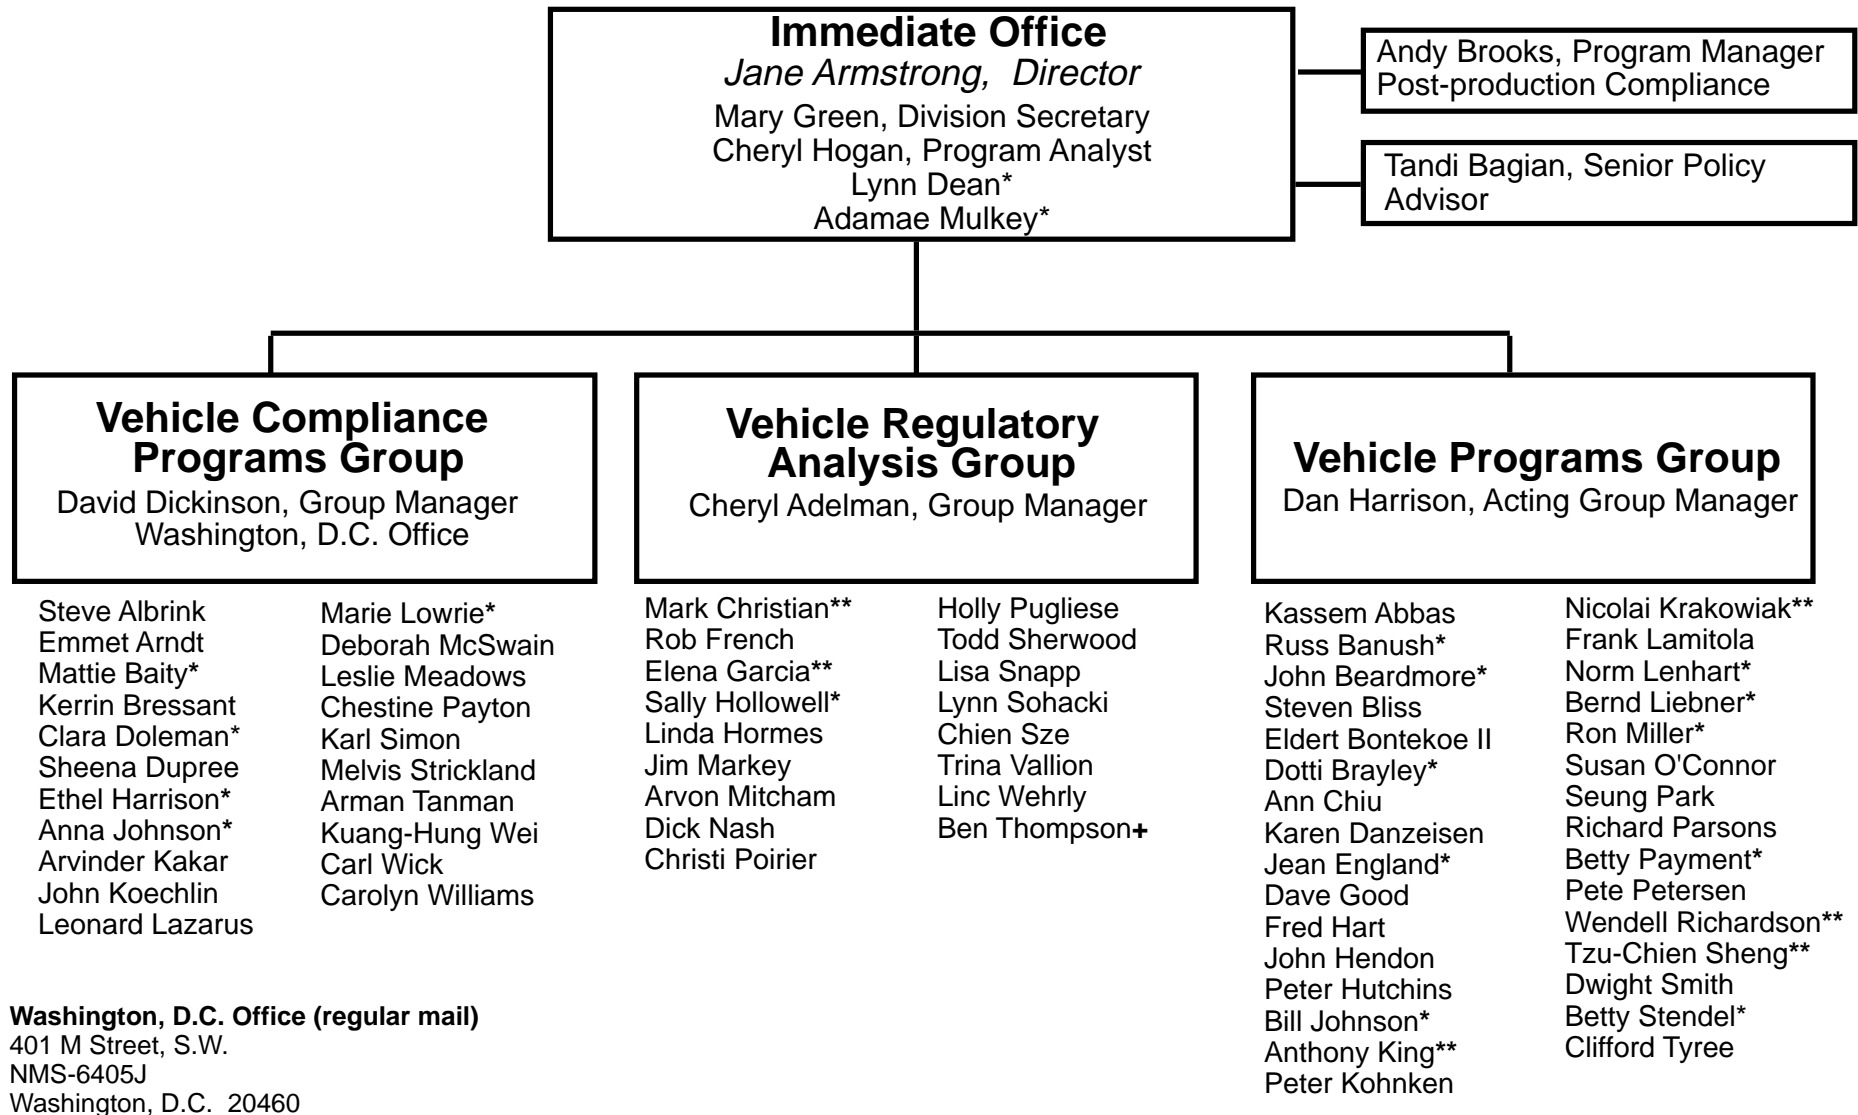 Immediate Office
Jane Armstrong, Director
Mary Green, Division Secretary
Cheryl Hogan, Program Analyst
Lynn Dean*
Adamae Mulkey*
Andy Brooks, Program Manager
Post-production Compliance
Tandi Bagian, Senior Policy
Advisor
Vehicle Compliance
Programs Group
David Dickinson, Group Manager
Washington, D.C. Office
Steve Albrink
Emmet Arndt
Mattie Baity*
Kerrin Bressant
Clara Doleman*
Sheena Dupree
Ethel Harrison*
Anna Johnson*
Arvinder Kakar
John Koechlin
Leonard Lazarus
Marie Lowrie*
Deborah McSwain
Leslie Meadows
Chestine Payton
Karl Simon
Melvis Strickland
Arman Tanman
Kuang-Hung Wei
Carl Wick
Carolyn Williams
Vehicle Regulatory
Analysis Group
Cheryl Adelman, Group Manager
Mark Christian**
Rob French
Elena Garcia**
Sally Hollowell*
Linda Hormes
Jim Markey
Arvon Mitcham
Dick Nash
Christi Poirier
Holly Pugliese
Todd Sherwood
Lisa Snapp
Lynn Sohacki
Chien Sze
Trina Vallion
Linc Wehrly
Ben Thompson+
Vehicle Programs Group
Dan Harrison, Acting Group Manager
Kassem Abbas
Russ Banush*
John Beardmore*
Steven Bliss
Eldert Bontekoe II
Dotti Brayley*
Ann Chiu
Karen Danzeisen
Jean England*
Dave Good
Fred Hart
John Hendon
Peter Hutchins
Bill Johnson*
Anthony King**
Peter Kohnken
Nicolai Krakowiak**
Frank Lamitola
Norm Lenhart*
Bernd Liebner*
Ron Miller*
Susan O'Connor
Seung Park
Richard Parsons
Betty Payment*
Pete Petersen
Wendell Richardson**
Tzu-Chien Sheng**
Dwight Smith
Betty Stendel*
Clifford Tyree
Washington, D.C. Office (regular mail)
401 M Street, S.W.
NMS-6405J
Washington, D.C. 20460